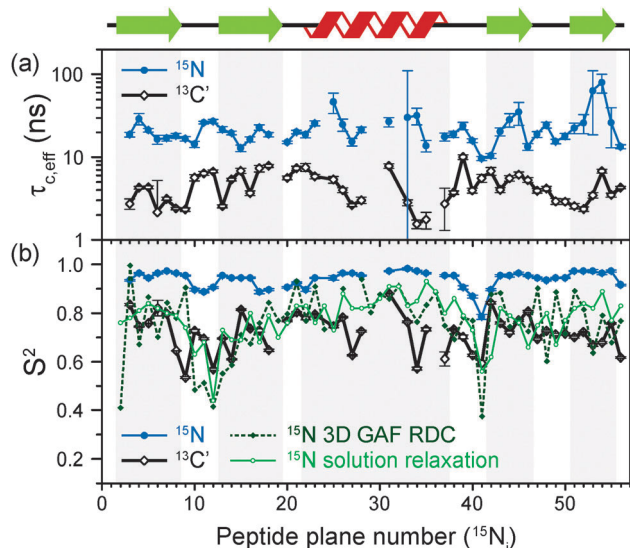 (a)
¹⁵N
¹³C'
τc,eff (ns)
100
10
1
(b)
S²
1.0
0.8
0.6
0.4
0.2
¹⁵N
¹³C'
¹⁵N 3D GAF RDC
¹⁵N solution relaxation
0 10 20 30 40 50
Peptide plane number (¹⁵Nᵢ)